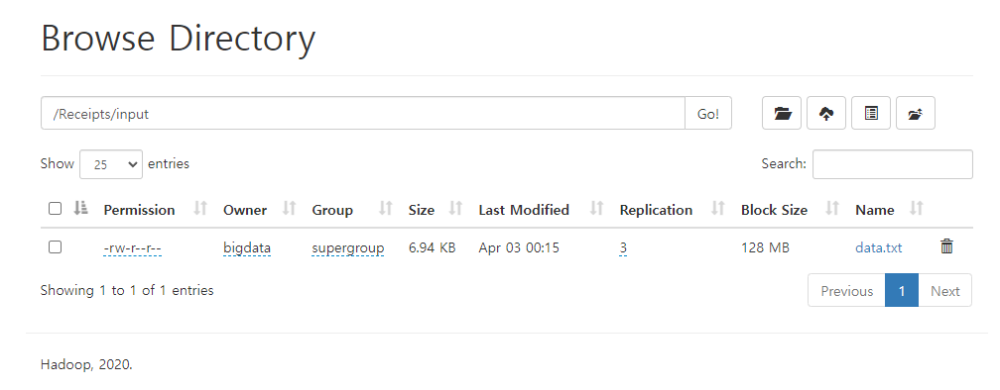 Browse Directory
/Receipts/input Go!
Show 25 entries Search:
Permission Owner Group Size Last Modified Replication Block Size Name
-rw-r--r-- bigdata supergroup 6.94 KB Apr 03 00:15 3 128 MB data.txt
Showing 1 to 1 of 1 entries Previous 1 Next
Hadoop, 2020.